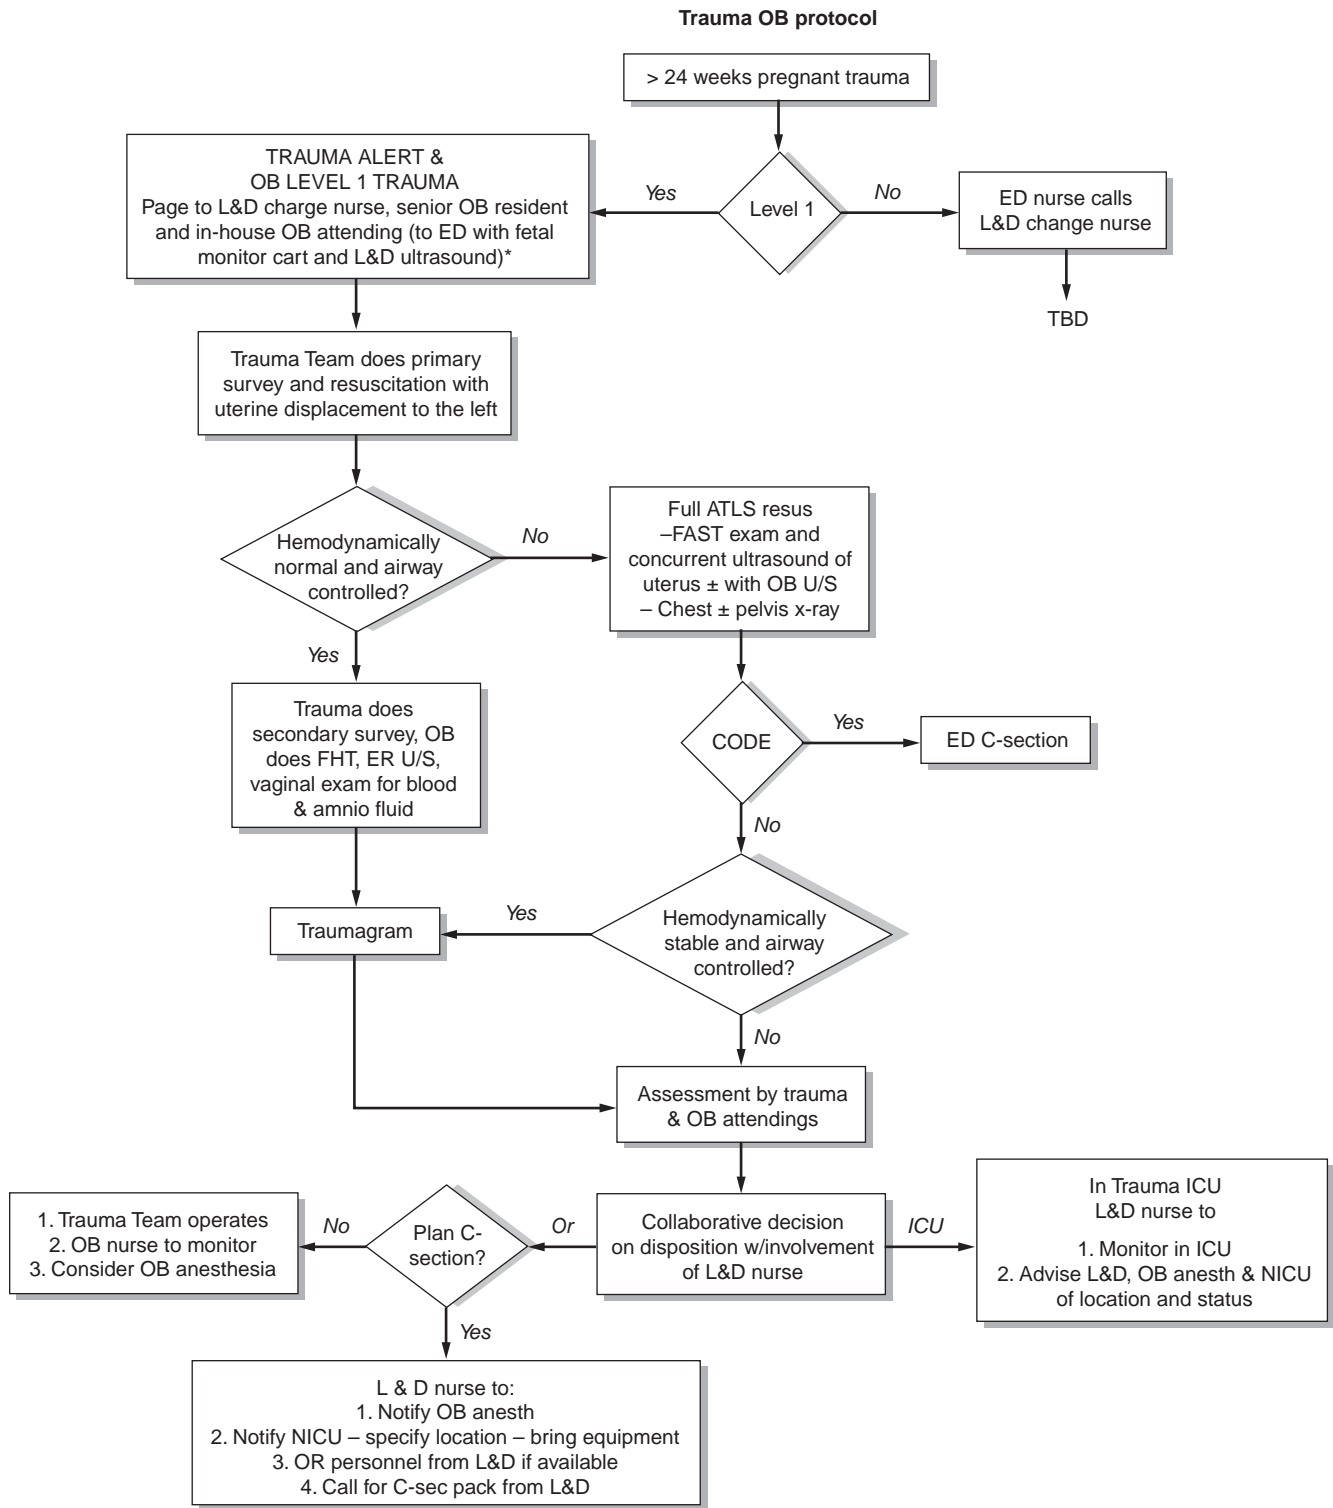 Trauma OB protocol
> 24 weeks pregnant trauma
TRAUMA ALERT &
OB LEVEL 1 TRAUMA
Page to L&D charge nurse, senior OB resident
and in-house OB attending (to ED with fetal
monitor cart and L&D ultrasound)*
Yes
Level 1
No
ED nurse calls
L&D change nurse
TBD
Trauma Team does primary
survey and resuscitation with
uterine displacement to the left
Hemodynamically
normal and airway
controlled?
No
Full ATLS resus
–FAST exam and
concurrent ultrasound of
uterus ± with OB U/S
– Chest ± pelvis x-ray
Yes
Trauma does
secondary survey, OB
does FHT, ER U/S,
vaginal exam for blood
& amnio fluid
CODE
Yes
ED C-section
No
Traumagram
Yes
Hemodynamically
stable and airway
controlled?
No
Assessment by trauma
& OB attendings
1. Trauma Team operates
2. OB nurse to monitor
3. Consider OB anesthesia
No
Plan C-
section?
Or
Collaborative decision
on disposition w/involvement
of L&D nurse
ICU
In Trauma ICU
L&D nurse to
1. Monitor in ICU
2. Advise L&D, OB anesth & NICU
of location and status
Yes
L & D nurse to:
1. Notify OB anesth
2. Notify NICU – specify location – bring equipment
3. OR personnel from L&D if available
4. Call for C-sec pack from L&D